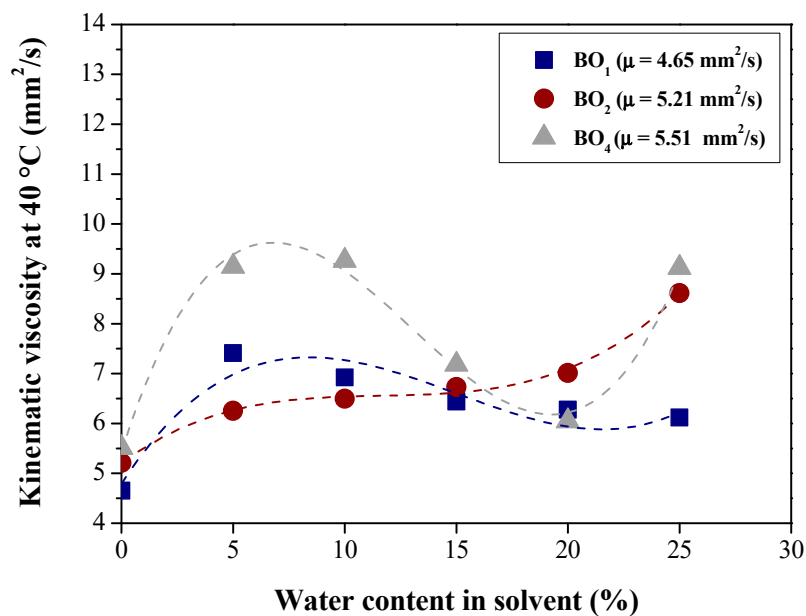 14
13
12
11
10
9
8
7
6
5
4
Kinematic viscosity at 40 °C (mm²/s)
BO₁ (μ = 4.65 mm²/s)
BO₂ (μ = 5.21 mm²/s)
BO₄ (μ = 5.51 mm²/s)
0 5 10 15 20 25 30
Water content in solvent (%)